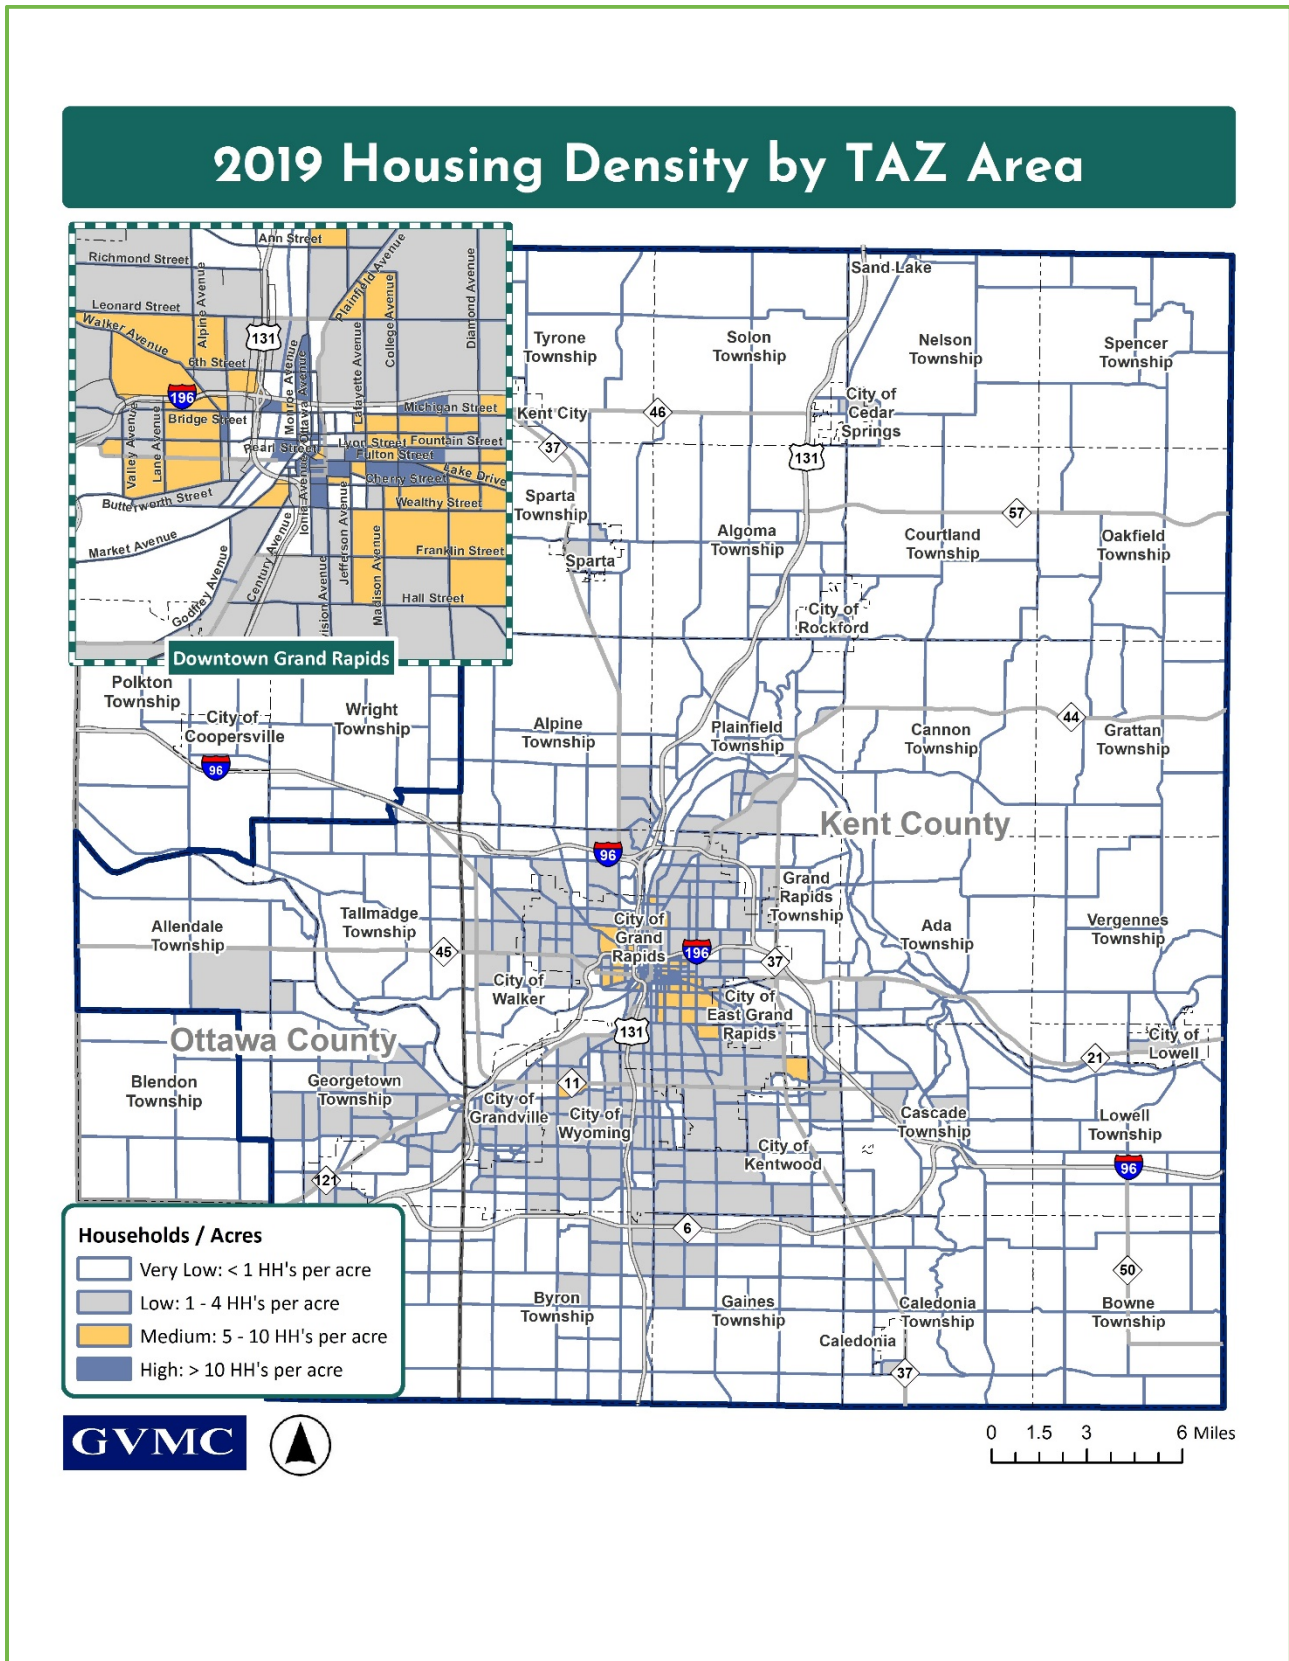 2019 Housing Density by TAZ Area
Ann Street
Richmond Street
Alpine Avenue
Plainfield Avenue
Diamond Avenue
Leonard Street
Walker Avenue
131
College Avenue
Lafayette Avenue
Monroe Avenue
Ottawa Avenue
6th Street
196
Michigan Street
Bridge Street
Valley Avenue
Lane Avenue
Pearl Street
Lyon Street
Fountain Street
Fulton Street
Cherry Street
Lake Drive
Butterworth Street
Ionia Avenue
Wealthy Street
Market Avenue
Century Avenue
Jefferson Avenue
Madison Avenue
Franklin Street
Godfrey Avenue
vision Avenue
Hall Street
Downtown Grand Rapids
Sand Lake
Tyrone
Township
Solon
Township
Nelson
Township
Spencer
Township
Kent City
46
City of
Cedar
Springs
37
131
Sparta
Township
57
Algoma
Township
Courtland
Township
Oakfield
Township
Sparta
City of
Rockford
Polkton
Township
City of
Coopersville
Wright
Township
Alpine
Township
Plainfield
Township
Cannon
Township
44
Grattan
Township
96
Kent County
96
Grand
Rapids
Township
Allendale
Township
Tallmadge
Township
City of
Grand
Rapids
Ada
Township
Vergennes
Township
45
196
37
City of
Walker
City of
East Grand
Rapids
131
Ottawa County
City of
Lowell
21
Blendon
Township
Georgetown
Township
11
City of
Grandville
City of
Wyoming
Cascade
Township
Lowell
Township
City of
Kentwood
96
121
6
50
Byron
Township
Gaines
Township
Caledonia
Township
Bowne
Township
Caledonia
37
Households / Acres
Very Low: < 1 HH's per acre
Low: 1 - 4 HH's per acre
Medium: 5 - 10 HH's per acre
High: > 10 HH's per acre
GVMC
0 1.5 3 6 Miles